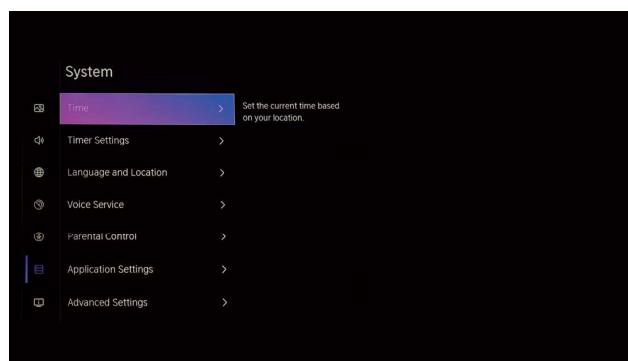 System
Time
Set the current time based
on your location.
Timer Settings
Language and Location
Voice Service
Parental Control
Application Settings
Advanced Settings